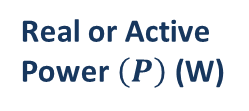 Real or Active
Power (P) (W)